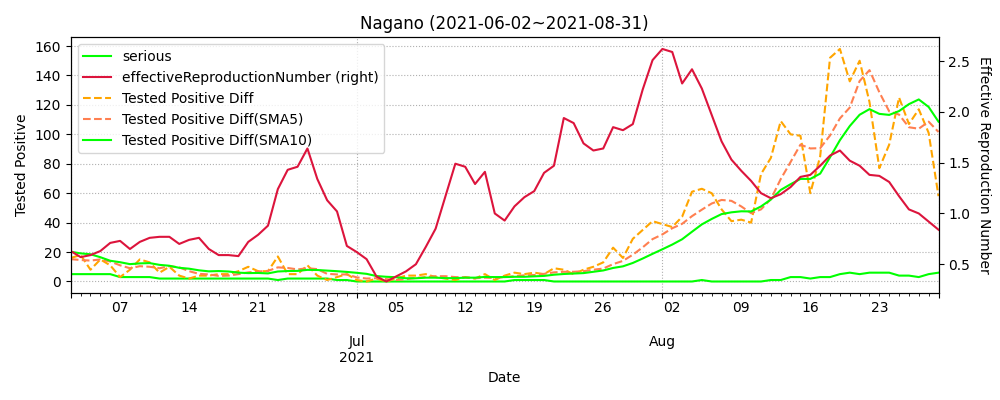 Nagano (2021-06-02~2021-08-31)
serious
effectiveReproductionNumber (right)
Tested Positive Diff
Tested Positive Diff(SMA5)
Tested Positive Diff(SMA10)
Tested Positive
160
140
120
100
80
60
40
20
0
2.5
2.0
1.5
1.0
0.5
Effective Reproduction Number
07 14 21 28 05 12 19 26 02 09 16 23
Jul Aug
2021
Date